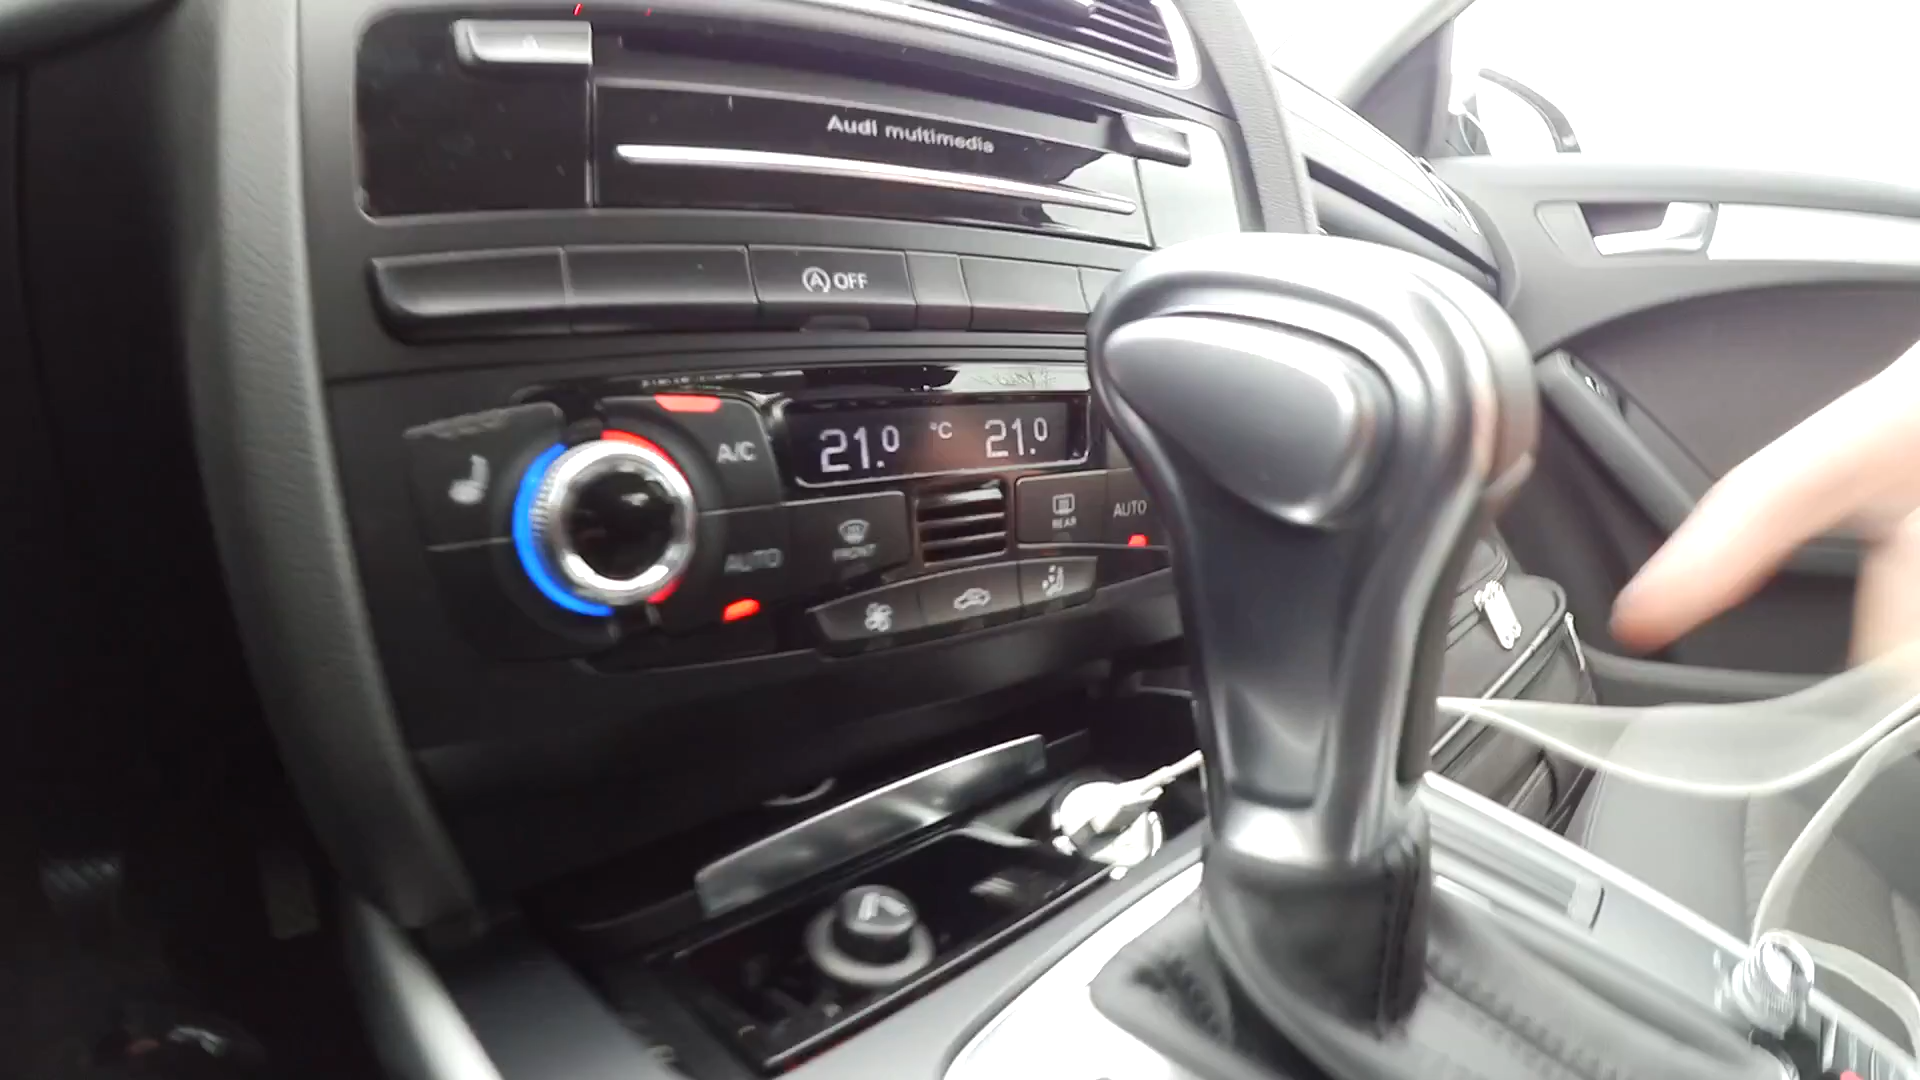 Audi multimedia
A OFF
A/C
21.0 °C 21.0
AUTO
FRONT
REAR
AUTO